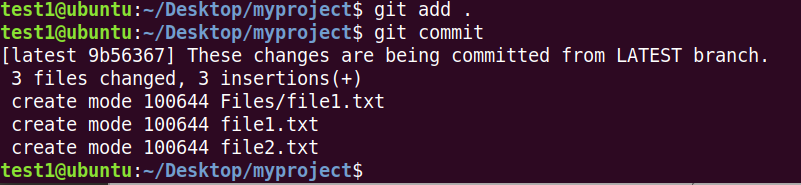 test1@ubuntu:~/Desktop/myproject$ git add .
test1@ubuntu:~/Desktop/myproject$ git commit
[latest 9b56367] These changes are being committed from LATEST branch.
 3 files changed, 3 insertions(+)
 create mode 100644 Files/file1.txt
 create mode 100644 file1.txt
 create mode 100644 file2.txt
test1@ubuntu:~/Desktop/myproject$